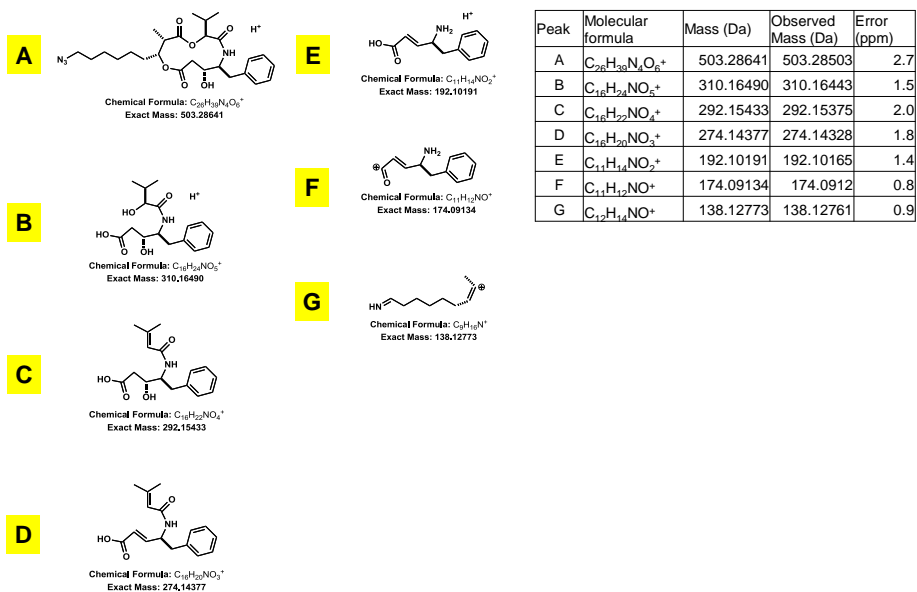 A
N₃
O
O
O
O
NH
O
O
OH
H⁺
Chemical Formula: C₂₆H₃₉N₄O₆⁺
Exact Mass: 503.28641
B
O
HO
NH
HO
O
OH
H⁺
Chemical Formula: C₁₆H₂₄NO₅⁺
Exact Mass: 310.16490
C
O
NH
HO
O
OH
Chemical Formula: C₁₆H₂₂NO₄⁺
Exact Mass: 292.15433
D
O
NH
HO
O
Chemical Formula: C₁₆H₂₀NO₃⁺
Exact Mass: 274.14377
E
H⁺
NH₂
HO
O
Chemical Formula: C₁₁H₁₄NO₂⁺
Exact Mass: 192.10191
F
NH₂
⊕
O
Chemical Formula: C₁₁H₁₂NO⁺
Exact Mass: 174.09134
G
⊕
HN
Chemical Formula: C₉H₁₆N⁺
Exact Mass: 138.12773
Peak Molecular formula Mass (Da) Observed Mass (Da) Error (ppm)
A C₂₆H₃₉N₄O₆⁺ 503.28641 503.28503 2.7
B C₁₆H₂₄NO₅⁺ 310.16490 310.16443 1.5
C C₁₆H₂₂NO₄⁺ 292.15433 292.15375 2.0
D C₁₆H₂₀NO₃⁺ 274.14377 274.14328 1.8
E C₁₁H₁₄NO₂⁺ 192.10191 192.10165 1.4
F C₁₁H₁₂NO⁺ 174.09134 174.0912 0.8
G C₁₂H₁₄NO⁺ 138.12773 138.12761 0.9